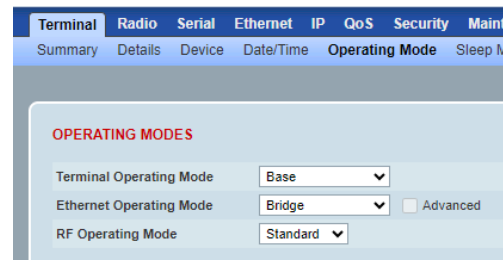 Terminal Radio Serial Ethernet IP QoS Security
Summary Details Device Date/Time Operating Mode Sleep
OPERATING MODES
Terminal Operating Mode Base
Ethernet Operating Mode Bridge Advanced
RF Operating Mode Standard